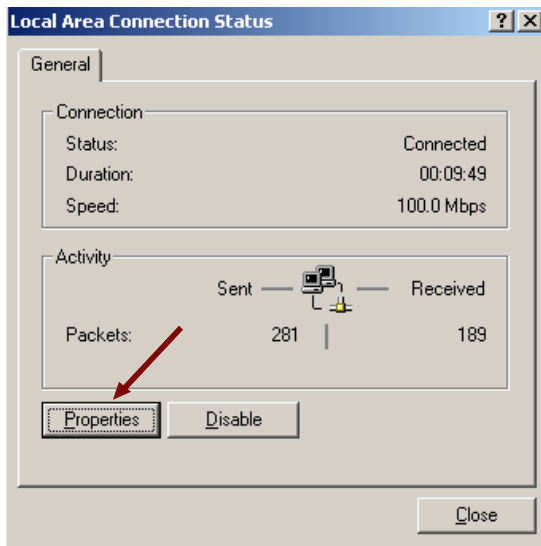 Local Area Connection Status
General
Connection
Status: Connected
Duration: 00:09:49
Speed: 100.0 Mbps
Activity
Sent Received
Packets: 281 189
Properties Disable
Close